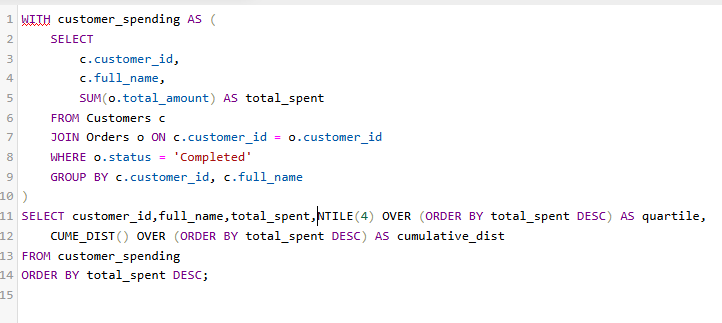 1 WITH customer_spending AS (
2 SELECT
3 c.customer_id,
4 c.full_name,
5 SUM(o.total_amount) AS total_spent
6 FROM Customers c
7 JOIN Orders o ON c.customer_id = o.customer_id
8 WHERE o.status = 'Completed'
9 GROUP BY c.customer_id, c.full_name
10 )
11 SELECT customer_id,full_name,total_spent,NTILE(4) OVER (ORDER BY total_spent DESC) AS quartile,
12 CUME_DIST() OVER (ORDER BY total_spent DESC) AS cumulative_dist
13 FROM customer_spending
14 ORDER BY total_spent DESC;
15